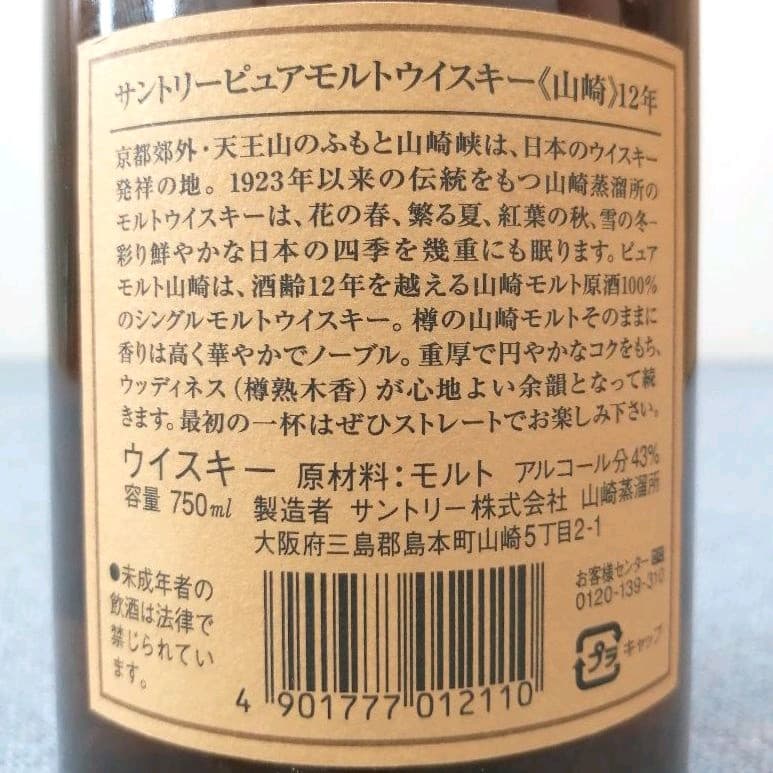 サントリーピュアモルトウイスキー《山崎》12年
京都郊外・天王山のふもと山崎峡は、日本のウイスキー
発祥の地。1923年以来の伝統をもつ山崎蒸溜所の
モルトウイスキーは、花の春、繁る夏、紅葉の秋、雪の冬-
彩り鮮やかな日本の四季を幾重にも眠ります。ピュア
モルト山崎は、酒齢12年を越える山崎モルト原酒100%
のシングルモルトウイスキー。樽の山崎モルトそのままに
香りは高く華やかでノーブル。重厚で円やかなコクをもち、
ウッディネス(樽熟木香)が心地よい余韻となって続
きます。最初の一杯はぜひストレートでお楽しみ下さい。
ウイスキー 原材料:モルト アルコール分43%
容量 750ml 製造者 サントリー株式会社 山崎蒸溜所
大阪府三島郡島本町山崎5丁目2-1
●未成年者の
飲酒は法律で
禁じられてい
ます。
お客様センター
0120-139-310
プラ キャップ
4 901777 012110